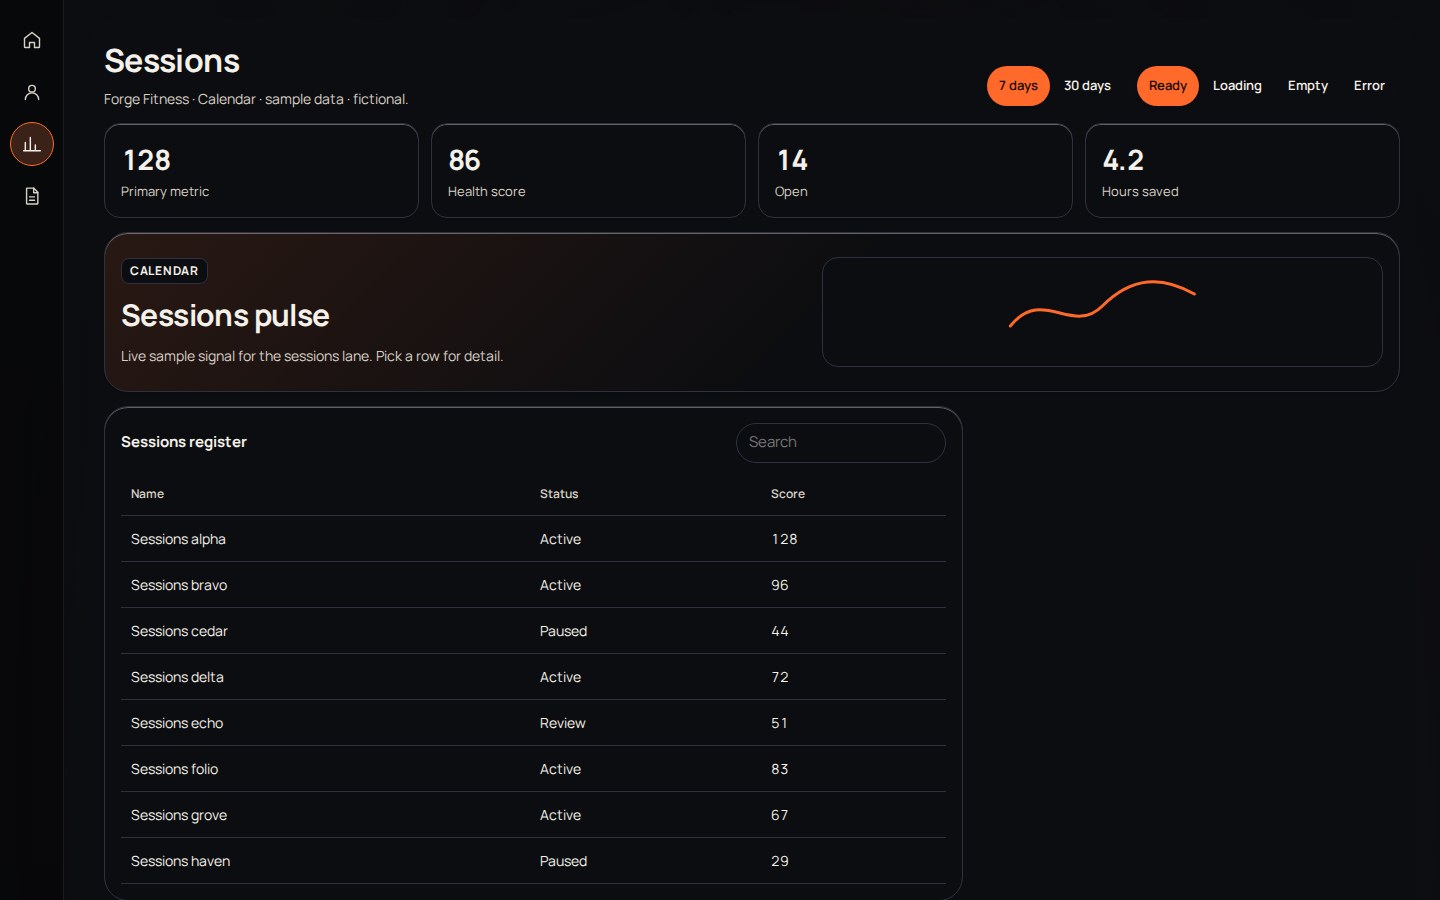 Sessions
Forge Fitness · Calendar · sample data · fictional.
7 days 30 days Ready Loading Empty Error
128
Primary metric
86
Health score
14
Open
4.2
Hours saved
CALENDAR
Sessions pulse
Live sample signal for the sessions lane. Pick a row for detail.
Sessions register
Search
Name Status Score
Sessions alpha Active 128
Sessions bravo Active 96
Sessions cedar Paused 44
Sessions delta Active 72
Sessions echo Review 51
Sessions folio Active 83
Sessions grove Active 67
Sessions haven Paused 29